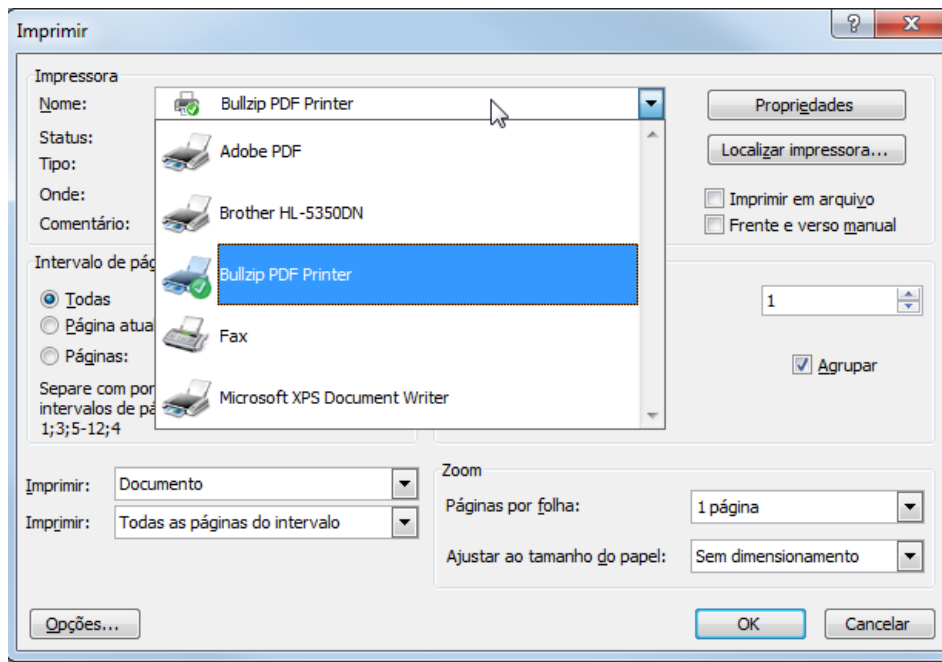 Imprimir
Impressora
Nome:
Bullzip PDF Printer
Propriedades
Status:
Adobe PDF
Localizar impressora...
Tipo:
Onde:
Brother HL-5350DN
Imprimir em arquivo
Comentário:
Frente e verso manual
Intervalo de pág
Bullzip PDF Printer
Todas
1
Página atual
Fax
Páginas:
Agrupar
Separe com por
Microsoft XPS Document Writer
intervalos de pá
1;3;5-12;4
Imprimir:
Documento
Imprimir:
Todas as páginas do intervalo
Zoom
Páginas por folha:
1 página
Ajustar ao tamanho do papel:
Sem dimensionamento
Opções...
OK
Cancelar